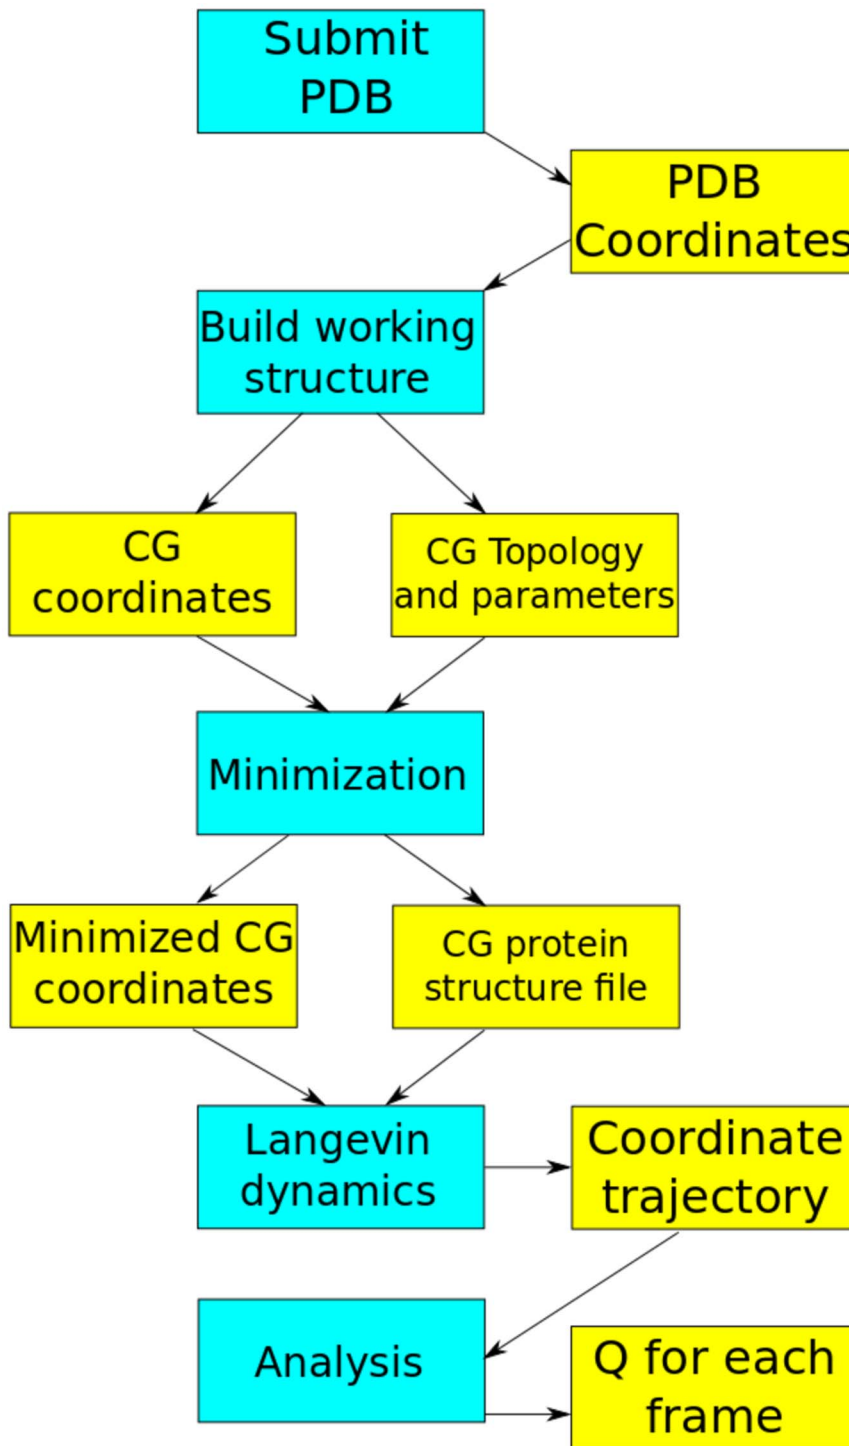 Submit
PDB
PDB
Coordinates
Build working
structure
CG
coordinates
CG Topology
and parameters
Minimization
Minimized CG
coordinates
CG protein
structure file
Langevin
dynamics
Coordinate
trajectory
Analysis
Q for each
frame